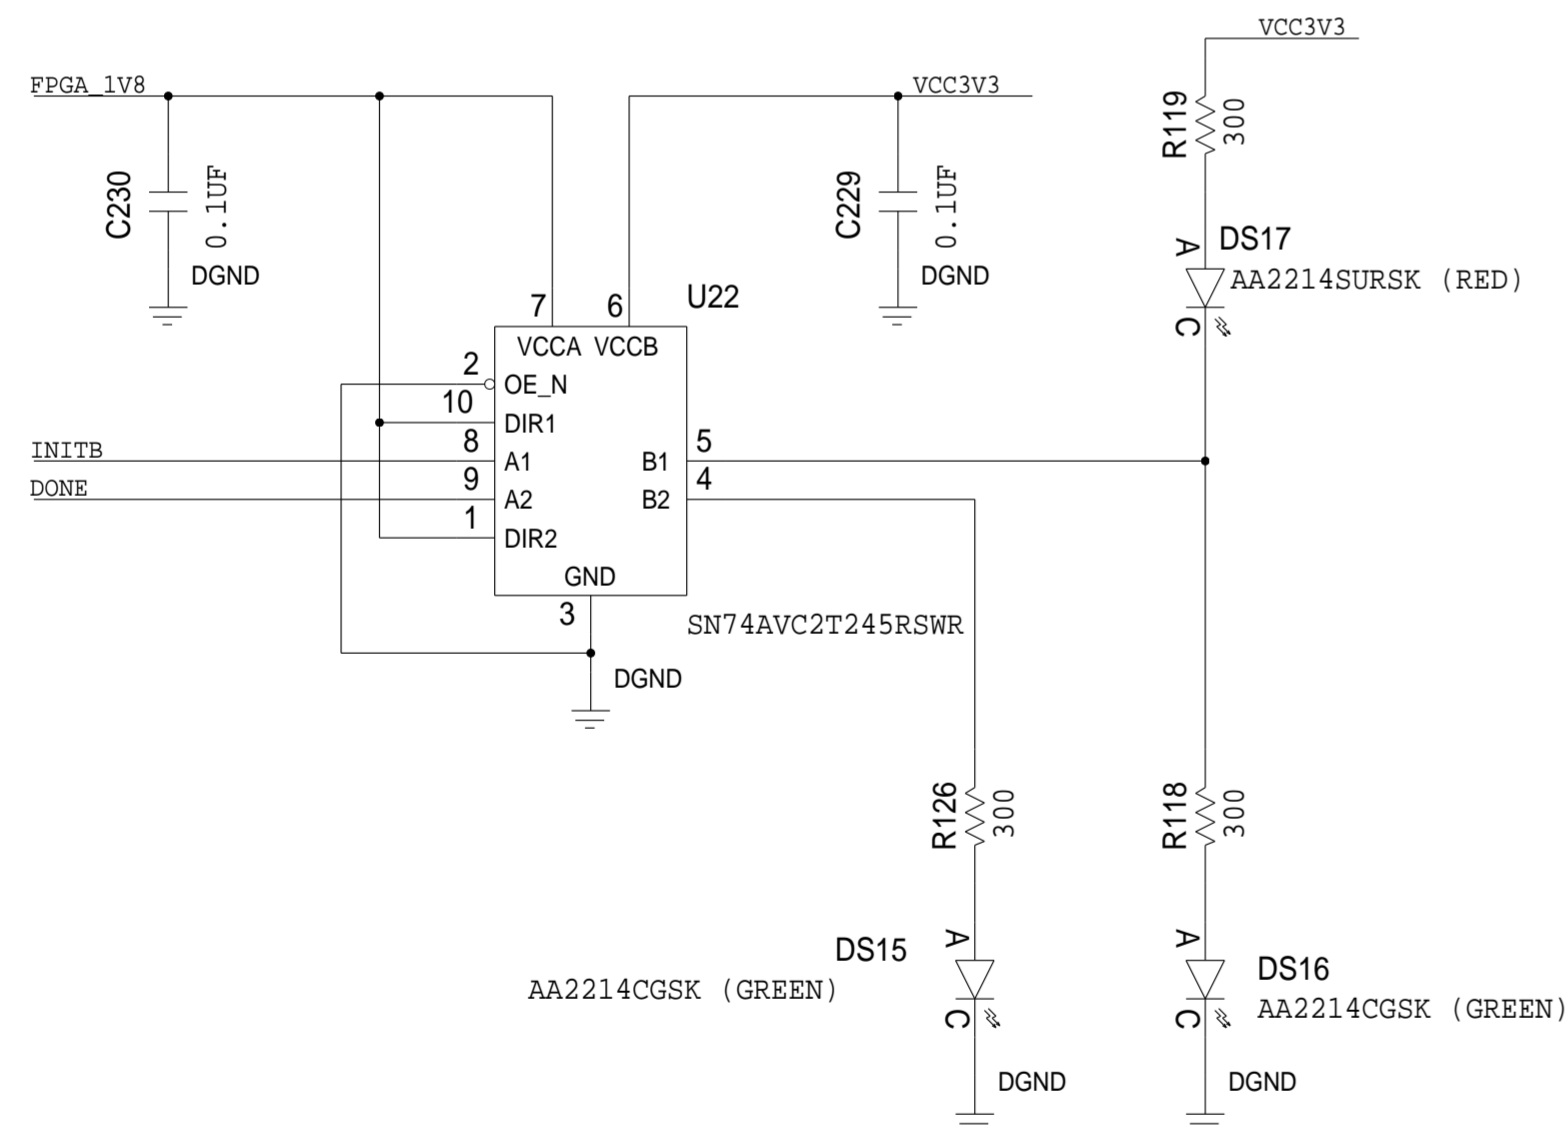 VCC3V3
FPGA_1V8
VCC3V3
R119
300
C230
0.1UF
DGND
C229
0.1UF
DGND
A
DS17
AA2214SURSK (RED)
C
7
6
U22
VCCA VCCB
2
OE_N
10
DIR1
INITB
8
A1
B1
5
DONE
9
A2
B2
4
1
DIR2
GND
3
SN74AVC2T245RSWR
DGND
R126
300
R118
300
A
DS15
AA2214CGSK (GREEN)
C
DGND
A
DS16
AA2214CGSK (GREEN)
C
DGND